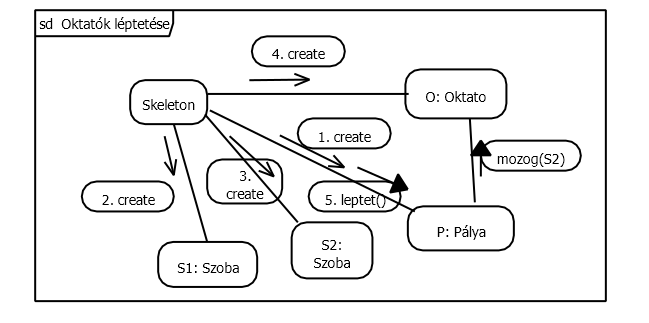 sd Oktatók léptetése
4. create
Skeleton
O: Oktato
1. create
mozog(S2)
3.
create
2. create
5. leptet()
P: Pálya
S2:
Szoba
S1: Szoba